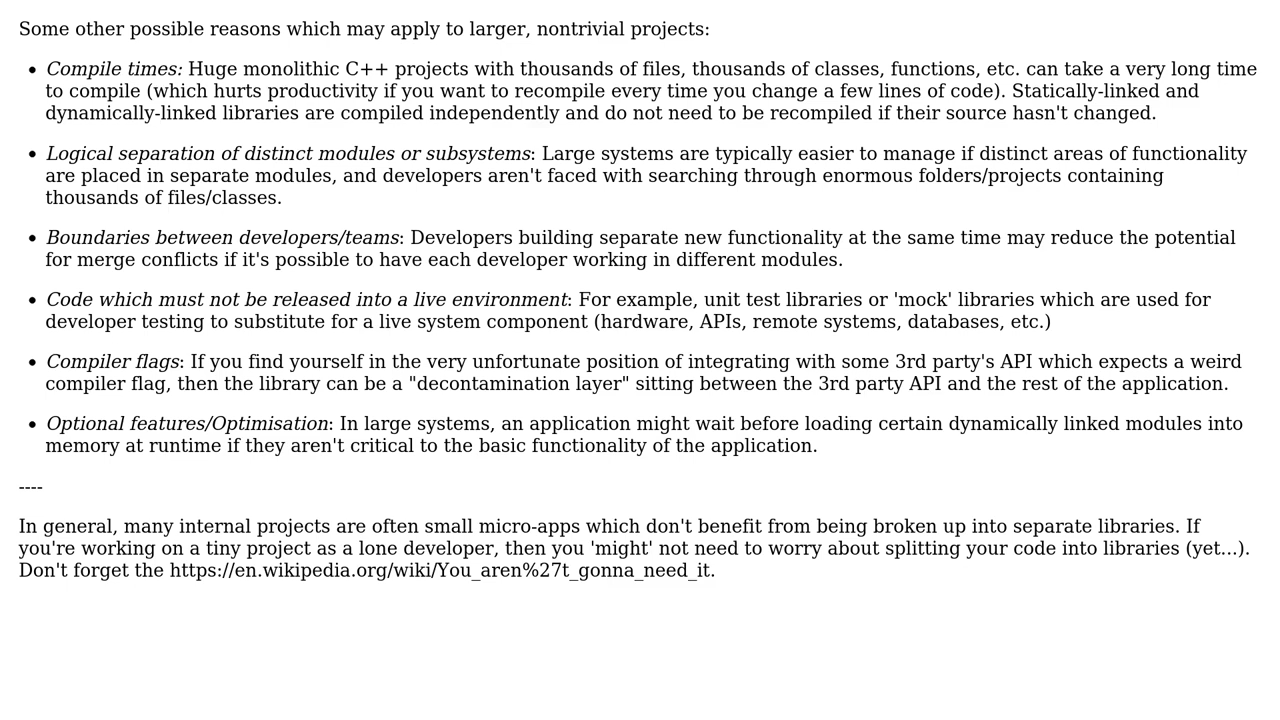 Some other possible reasons which may apply to larger, nontrivial projects:
• Compile times: Huge monolithic C++ projects with thousands of files, thousands of classes, functions, etc. can take a very long time
to compile (which hurts productivity if you want to recompile every time you change a few lines of code). Statically-linked and
dynamically-linked libraries are compiled independently and do not need to be recompiled if their source hasn't changed.
• Logical separation of distinct modules or subsystems: Large systems are typically easier to manage if distinct areas of functionality
are placed in separate modules, and developers aren't faced with searching through enormous folders/projects containing
thousands of files/classes.
• Boundaries between developers/teams: Developers building separate new functionality at the same time may reduce the potential
for merge conflicts if it's possible to have each developer working in different modules.
• Code which must not be released into a live environment: For example, unit test libraries or 'mock' libraries which are used for
developer testing to substitute for a live system component (hardware, APIs, remote systems, databases, etc.)
• Compiler flags: If you find yourself in the very unfortunate position of integrating with some 3rd party's API which expects a weird
compiler flag, then the library can be a "decontamination layer" sitting between the 3rd party API and the rest of the application.
• Optional features/Optimisation: In large systems, an application might wait before loading certain dynamically linked modules into
memory at runtime if they aren't critical to the basic functionality of the application.
----
In general, many internal projects are often small micro-apps which don't benefit from being broken up into separate libraries. If
you're working on a tiny project as a lone developer, then you 'might' not need to worry about splitting your code into libraries (yet...).
Don't forget the https://en.wikipedia.org/wiki/You_aren%27t_gonna_need_it.